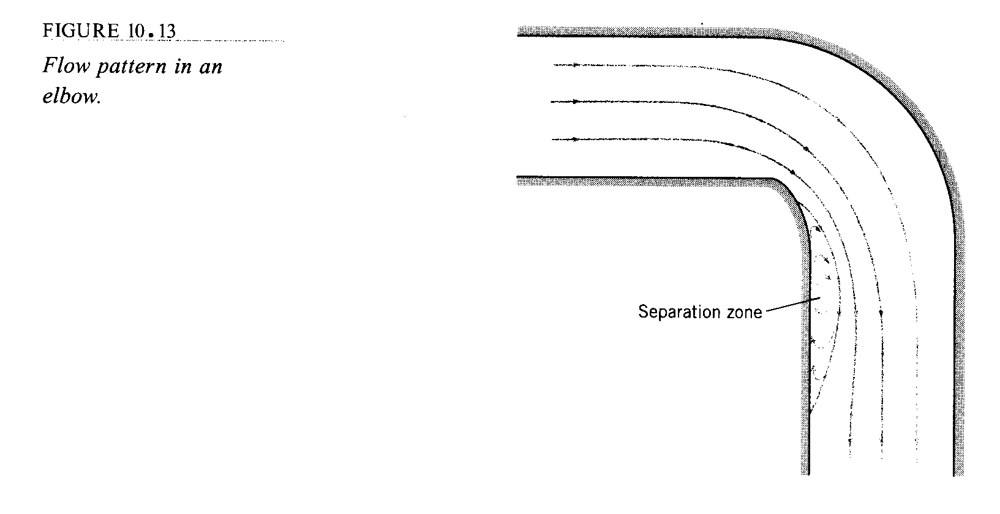 FIGURE 10.13
Flow pattern in an
elbow.
Separation zone